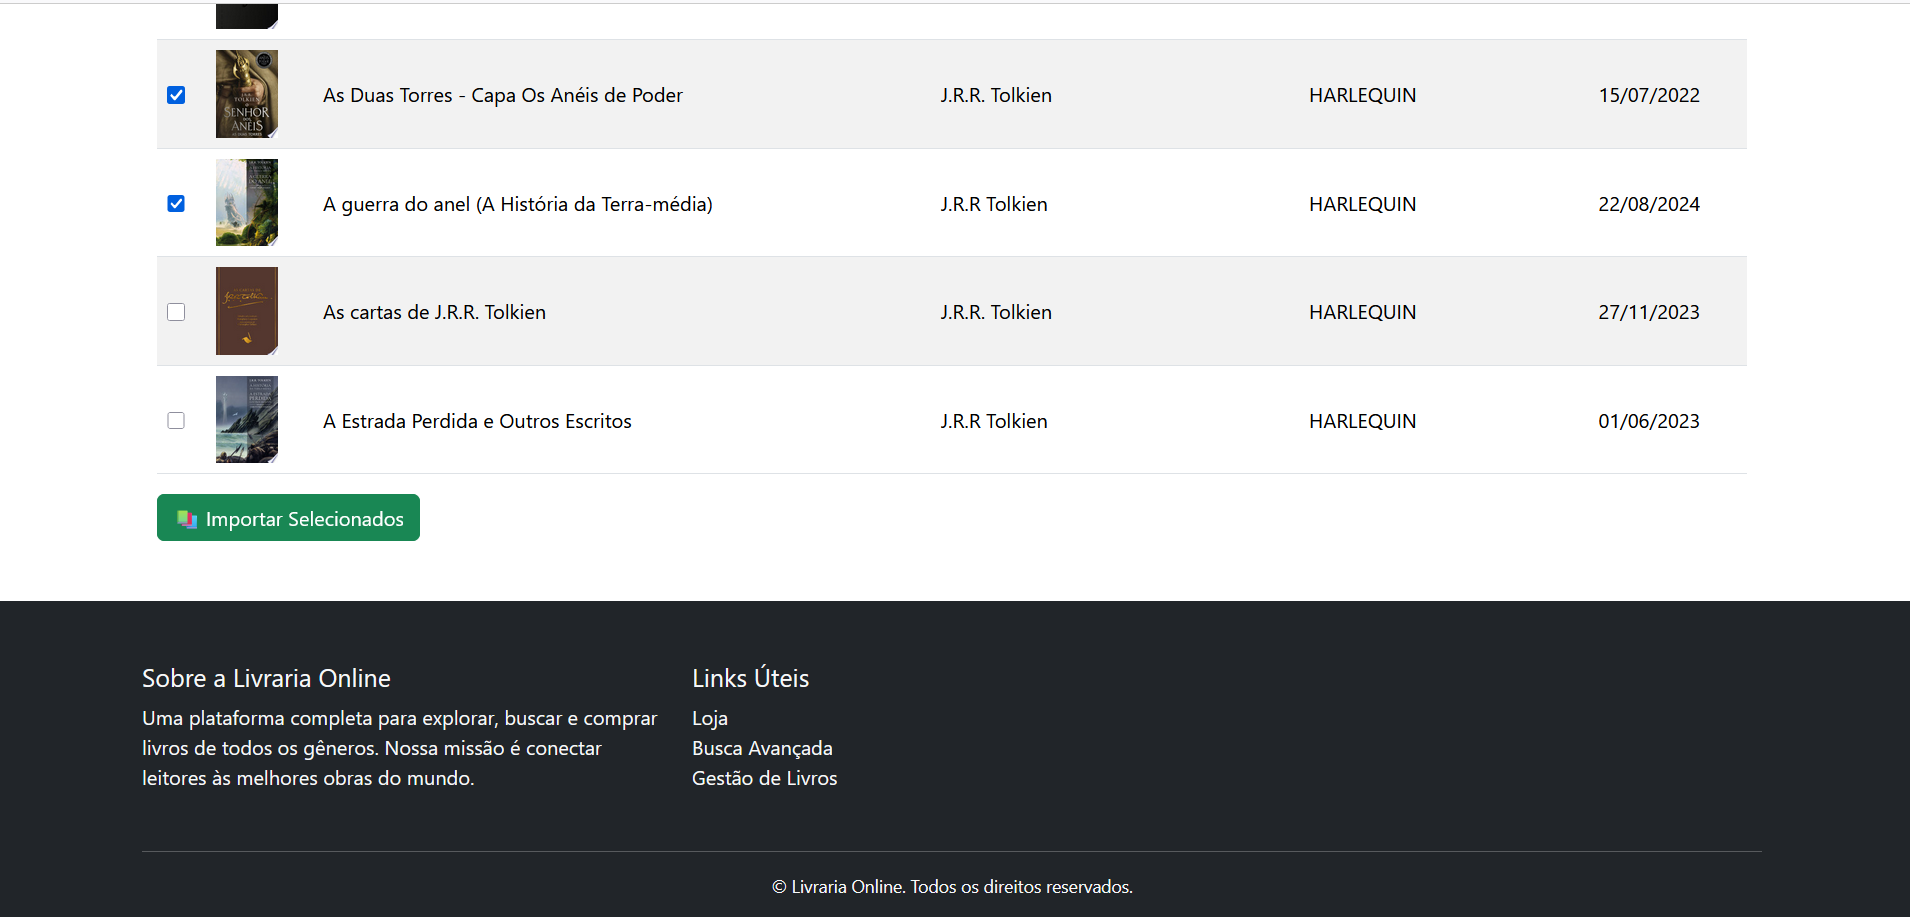 TOLKIEN
SENHOR
DOS
ANÉIS
AS DUAS TORRES
As Duas Torres - Capa Os Anéis de Poder J.R.R. Tolkien HARLEQUIN 15/07/2022
A guerra do anel (A História da Terra-média) J.R.R Tolkien HARLEQUIN 22/08/2024
As cartas de J.R.R. Tolkien J.R.R. Tolkien HARLEQUIN 27/11/2023
A Estrada Perdida e Outros Escritos J.R.R Tolkien HARLEQUIN 01/06/2023
Importar Selecionados
Sobre a Livraria Online
Uma plataforma completa para explorar, buscar e comprar
livros de todos os gêneros. Nossa missão é conectar
leitores às melhores obras do mundo.
Links Úteis
Loja
Busca Avançada
Gestão de Livros
© Livraria Online. Todos os direitos reservados.